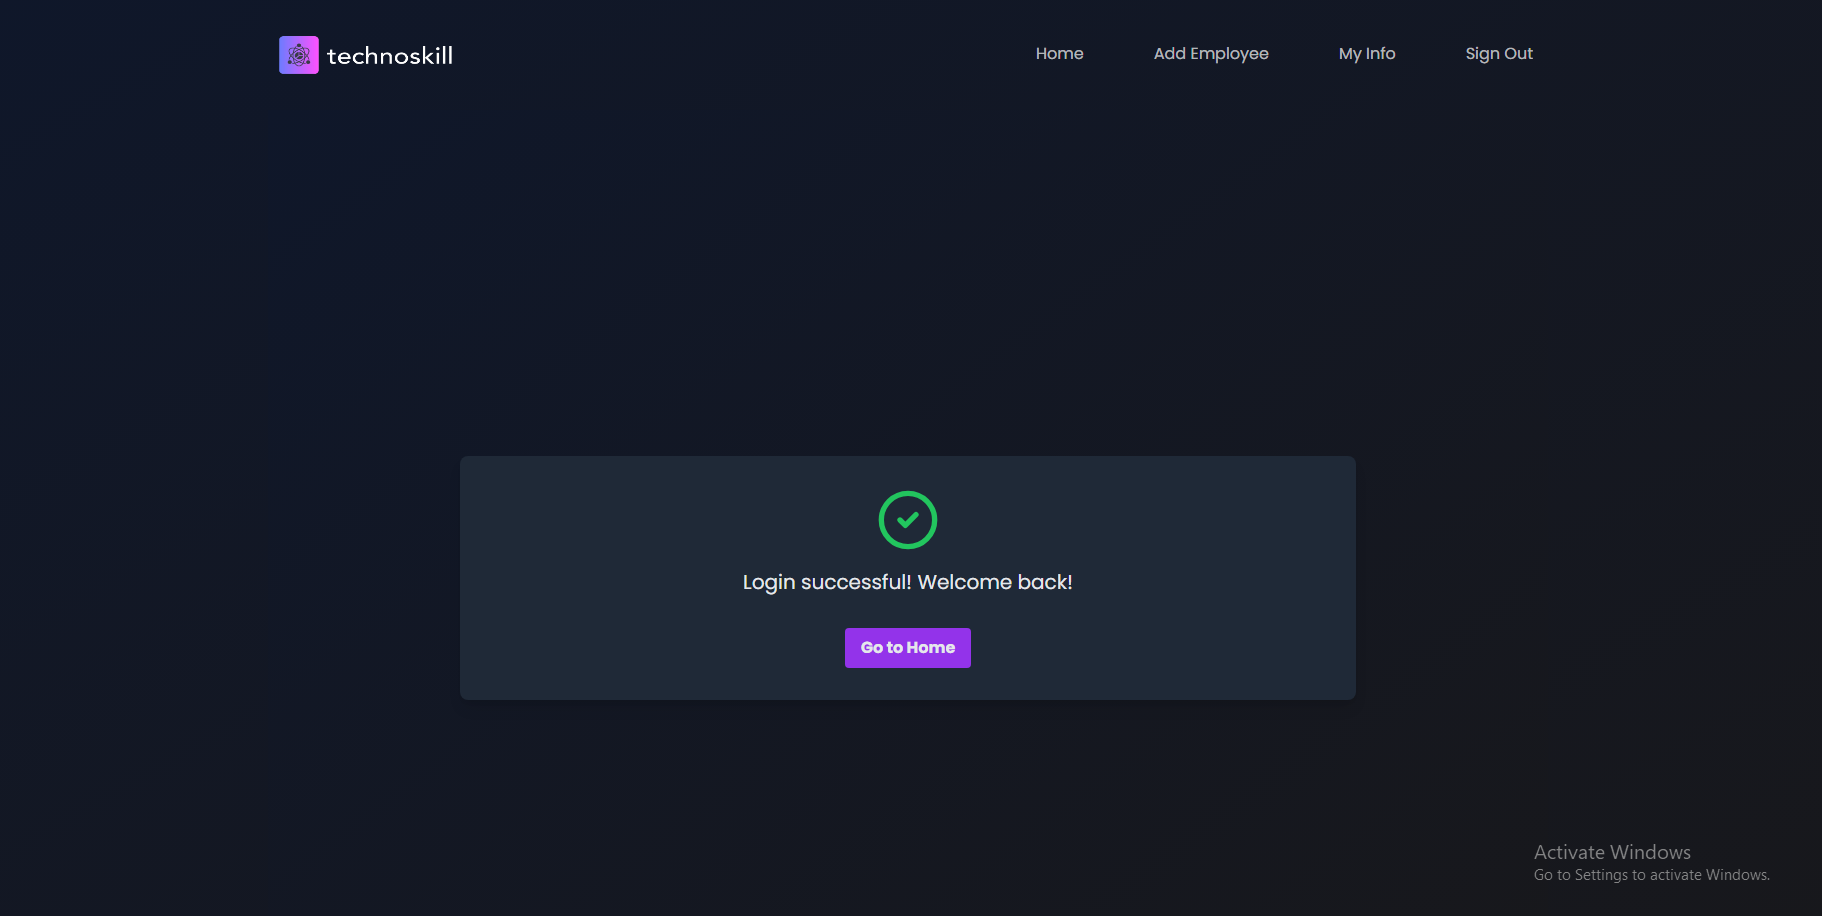 technoskill
Home
Add Employee
My Info
Sign Out
Login successful! Welcome back!
Go to Home
Activate Windows
Go to Settings to activate Windows.